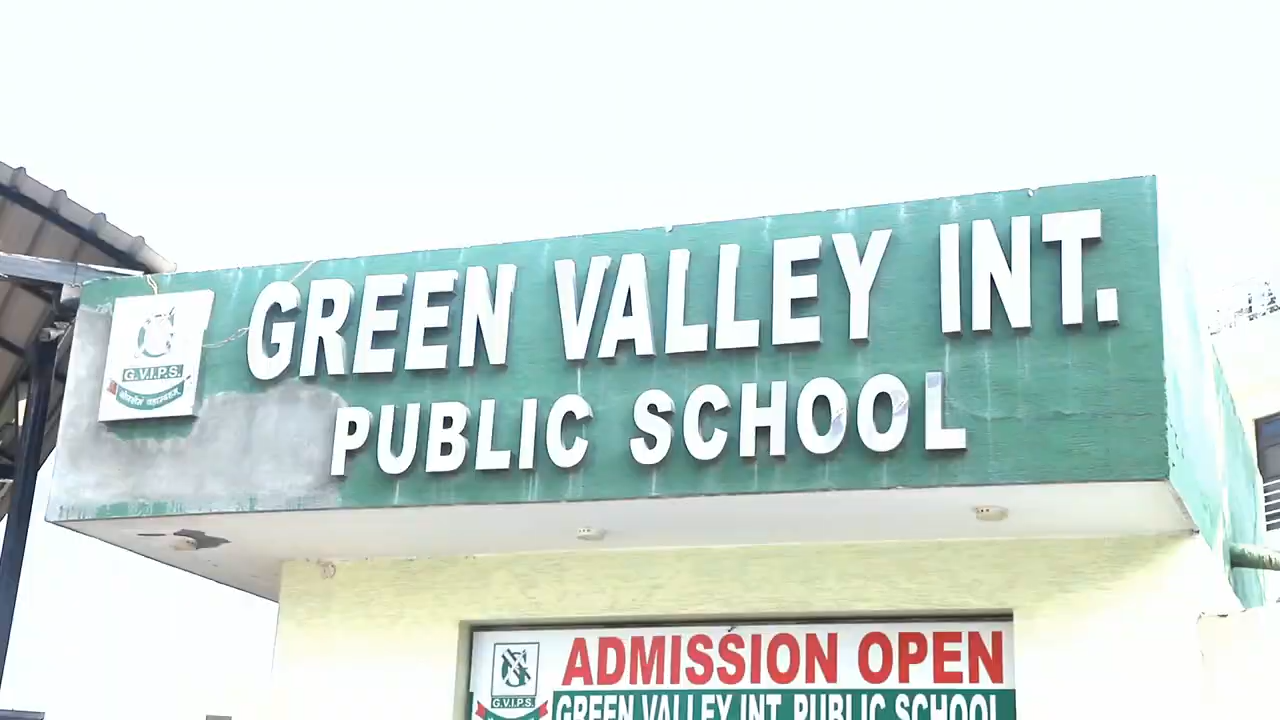 GREEN VALLEY INT.
PUBLIC SCHOOL
G.V.I.P.S.
ADMISSION OPEN
G.V.I.P.S.
GREEN VALLEY INT. PUBLIC SCHOOL